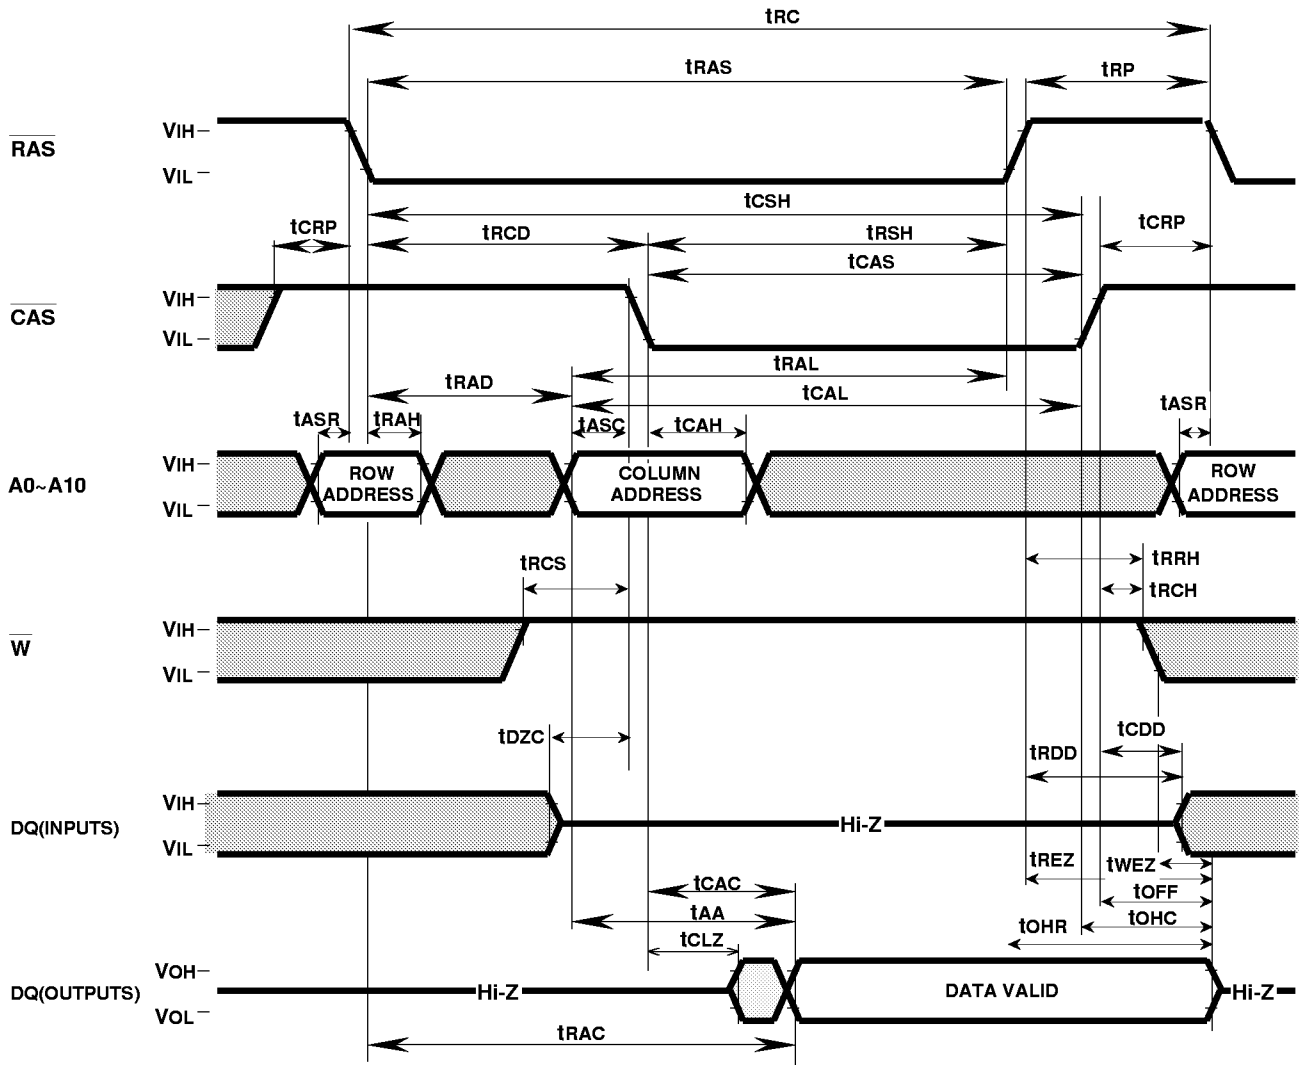 tRC
tRAS
tRP
RAS
VIH
VIL
tCSH
tCRP
tRCD
tRSH
tCRP
tCAS
CAS
VIH
VIL
tRAL
tRAD
tCAL
tASR
tRAH
tASC
tCAH
tASR
A0~A10
VIH
VIL
ROW
ADDRESS
COLUMN
ADDRESS
ROW
ADDRESS
tRCS
tRRH
tRCH
W
VIH
VIL
tDZC
tCDD
tRDD
DQ(INPUTS)
VIH
VIL
Hi-Z
tREZ
tWEZ
tCAC
tOFF
tAA
tOHC
tCLZ
tOHR
DQ(OUTPUTS)
VOH
VOL
Hi-Z
DATA VALID
Hi-Z
tRAC